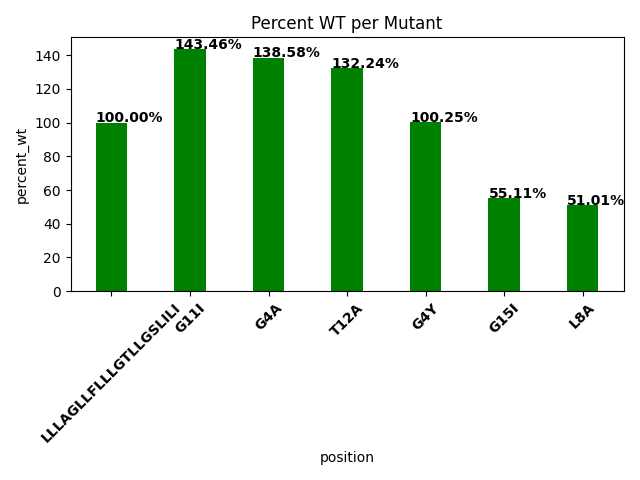 Percent WT per Mutant
percent_wt
140
120
100
80
60
40
20
0
100.00%
143.46%
138.58%
132.24%
100.25%
55.11%
51.01%
LLLAGLLFLLLGTLLGSLILI
G11I
G4A
T12A
G4Y
G15I
L8A
position